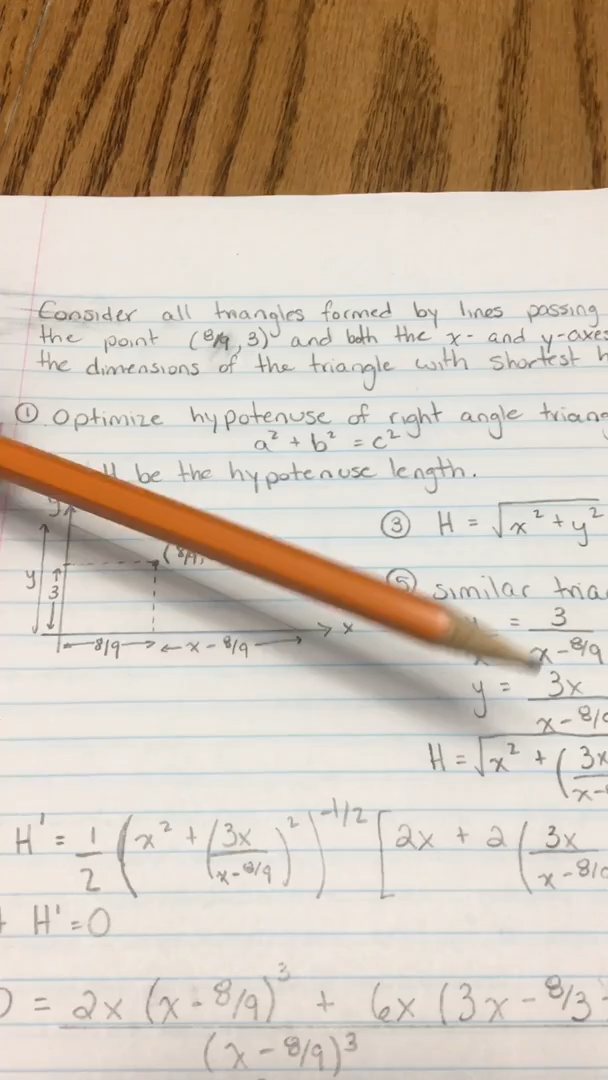 Consider all triangles formed by lines passing
the point (8/9, 3) and both the x- and y-axes
the dimensions of the triangle with shortest h
① Optimize hypotenuse of right angle triang
a² + b² = c²
H be the hypotenuse length.
y
③ H = √x² + y²
(8/9,
y
3
x
8/9
x - 8/9
⑤ similar tria
= 3
x - 8/9
y = 3x
x - 8/9
H = √x² + (3x
x -
H' = 1/2 (x² + (3x/x-8/9)²)^-1/2 [2x + 2 (3x
x - 8/9
H' = 0
= 2x (x - 8/9)³ + 6x (3x - 8/3
(x - 8/9)³